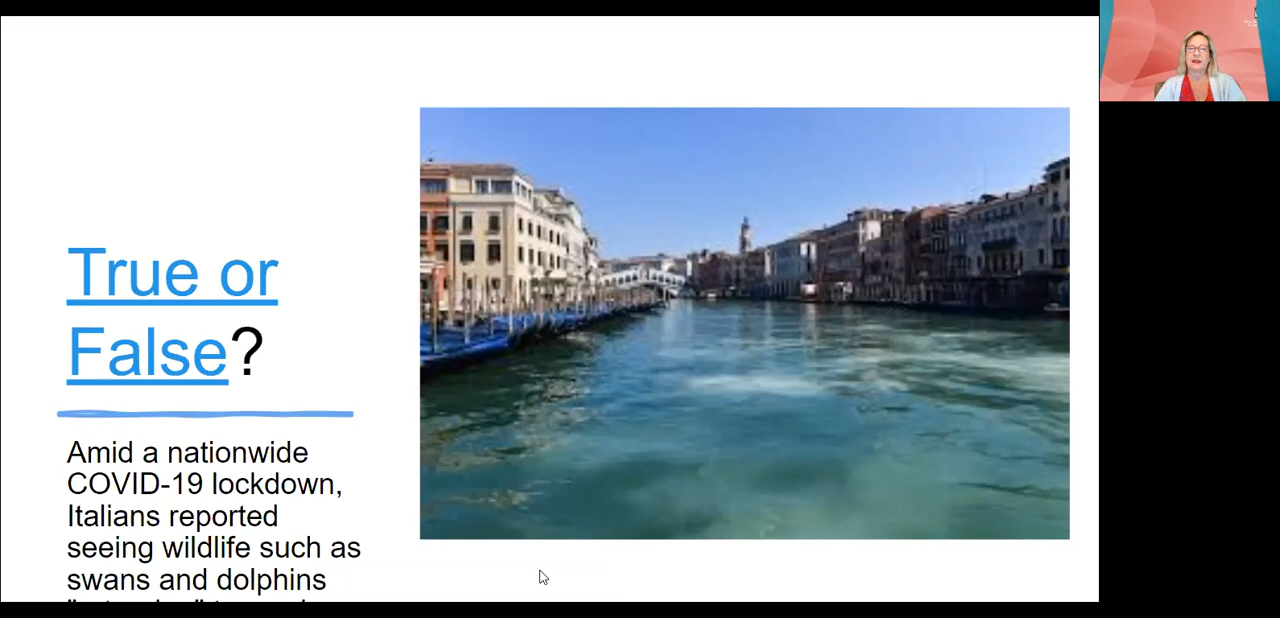 True or
False?
Amid a nationwide
COVID-19 lockdown,
Italians reported
seeing wildlife such as
swans and dolphins